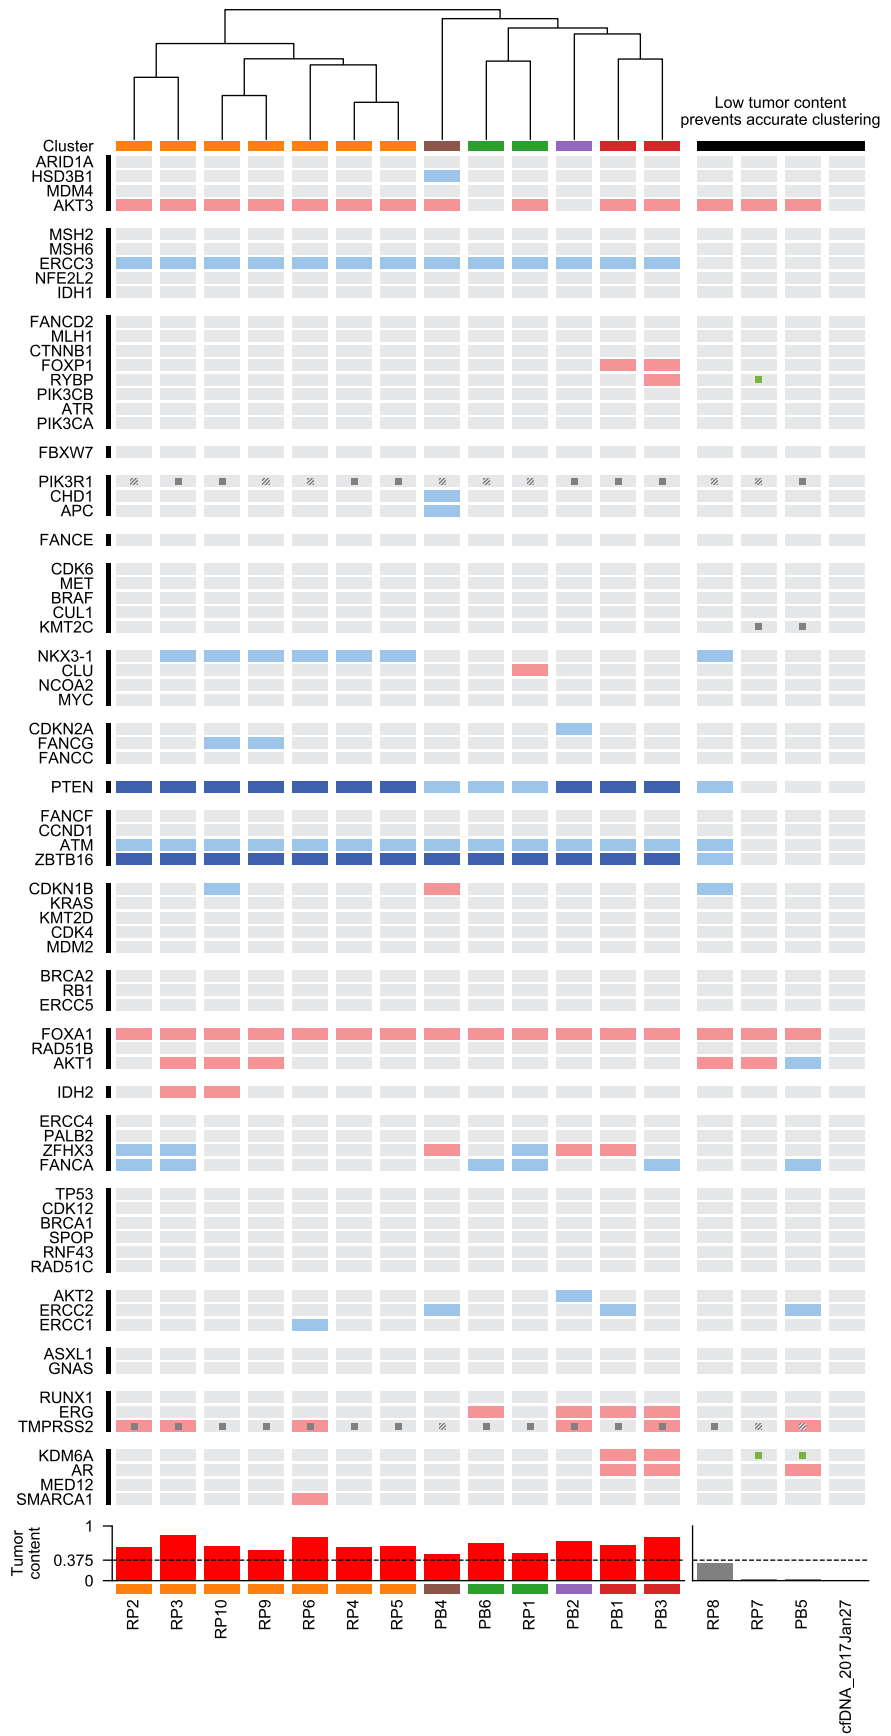 Low tumor content
prevents accurate clustering
Cluster
ARID1A
HSD3B1
MDM4
AKT3
MSH2
MSH6
ERCC3
NFE2L2
IDH1
FANCD2
MLH1
CTNNB1
FOXP1
RYBP
PIK3CB
ATR
PIK3CA
FBXW7
PIK3R1
CHD1
APC
FANCE
CDK6
MET
BRAF
CUL1
KMT2C
NKX3-1
CLU
NCOA2
MYC
CDKN2A
FANCG
FANCC
PTEN
FANCF
CCND1
ATM
ZBTB16
CDKN1B
KRAS
KMT2D
CDK4
MDM2
BRCA2
RB1
ERCC5
FOXA1
RAD51B
AKT1
IDH2
ERCC4
PALB2
ZFHX3
FANCA
TP53
CDK12
BRCA1
SPOP
RNF43
RAD51C
AKT2
ERCC2
ERCC1
ASXL1
GNAS
RUNX1
ERG
TMPRSS2
KDM6A
AR
MED12
SMARCA1
Tumor
content
1
0.375
0
RP2
RP3
RP10
RP9
RP6
RP4
RP5
PB4
PB6
RP1
PB2
PB1
PB3
RP8
RP7
PB5
cfDNA_2017Jan27